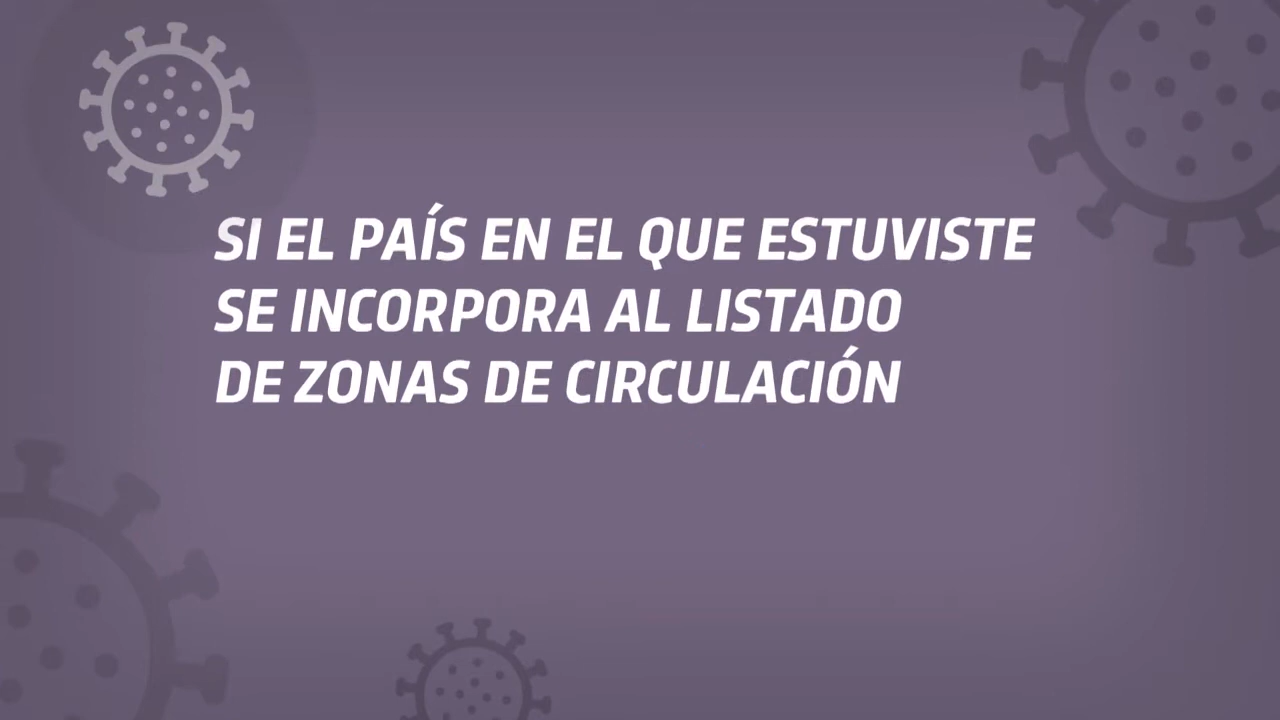 SI EL PAÍS EN EL QUE ESTUVISTE
SE INCORPORA AL LISTADO
DE ZONAS DE CIRCULACIÓN